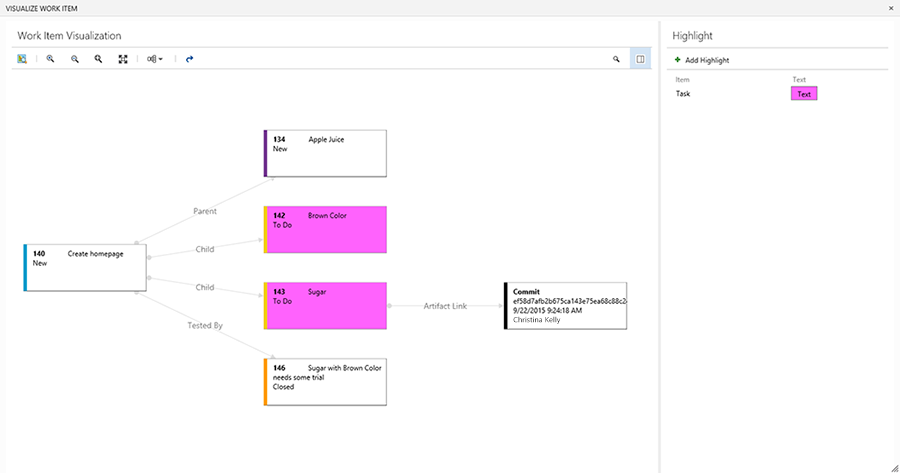 VISUALIZE WORK ITEM
Work Item Visualization
Highlight
Add Highlight
Item Text
Task Text
134 Apple Juice
New
Parent
142 Brown Color
To Do
Child
140 Create homepage
New
Child
143 Sugar
To Do
Artifact Link
Commit
ef58d7afb2b675ca143e75ea68c88c2
9/22/2015 9:24:18 AM
Christina Kelly
Tested By
146 Sugar with Brown Color
needs some trial
Closed